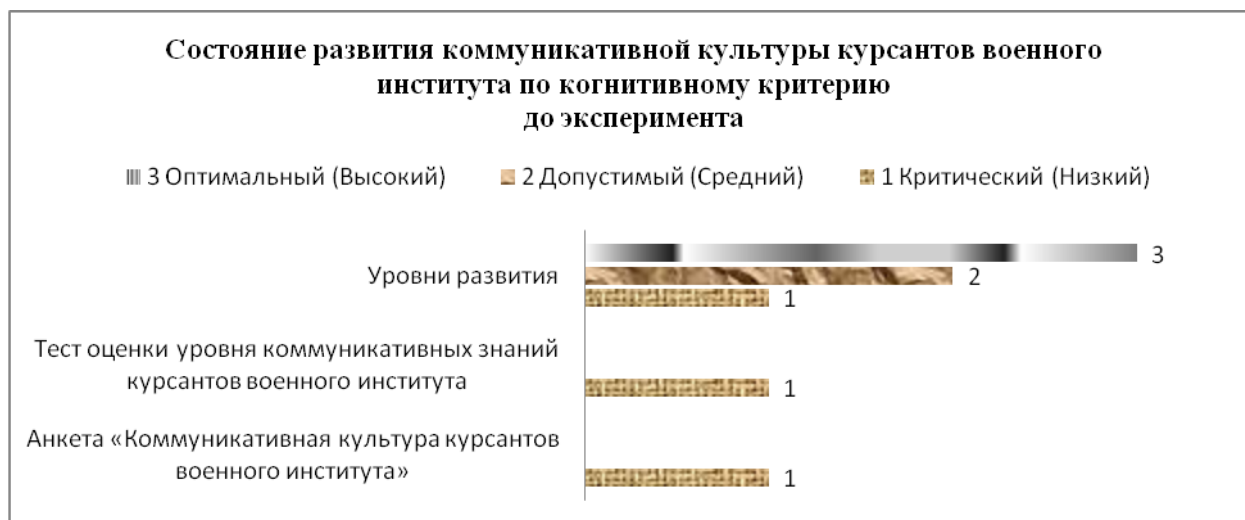 Состояние развития коммуникативной культуры курсантов военного
института по когнитивному критерию
до эксперимента
3 Оптимальный (Высокий) 2 Допустимый (Средний) 1 Критический (Низкий)
3
Уровни развития 2
1
Тест оценки уровня коммуникативных знаний
курсантов военного института 1
Анкета «Коммуникативная культура курсантов
военного института» 1